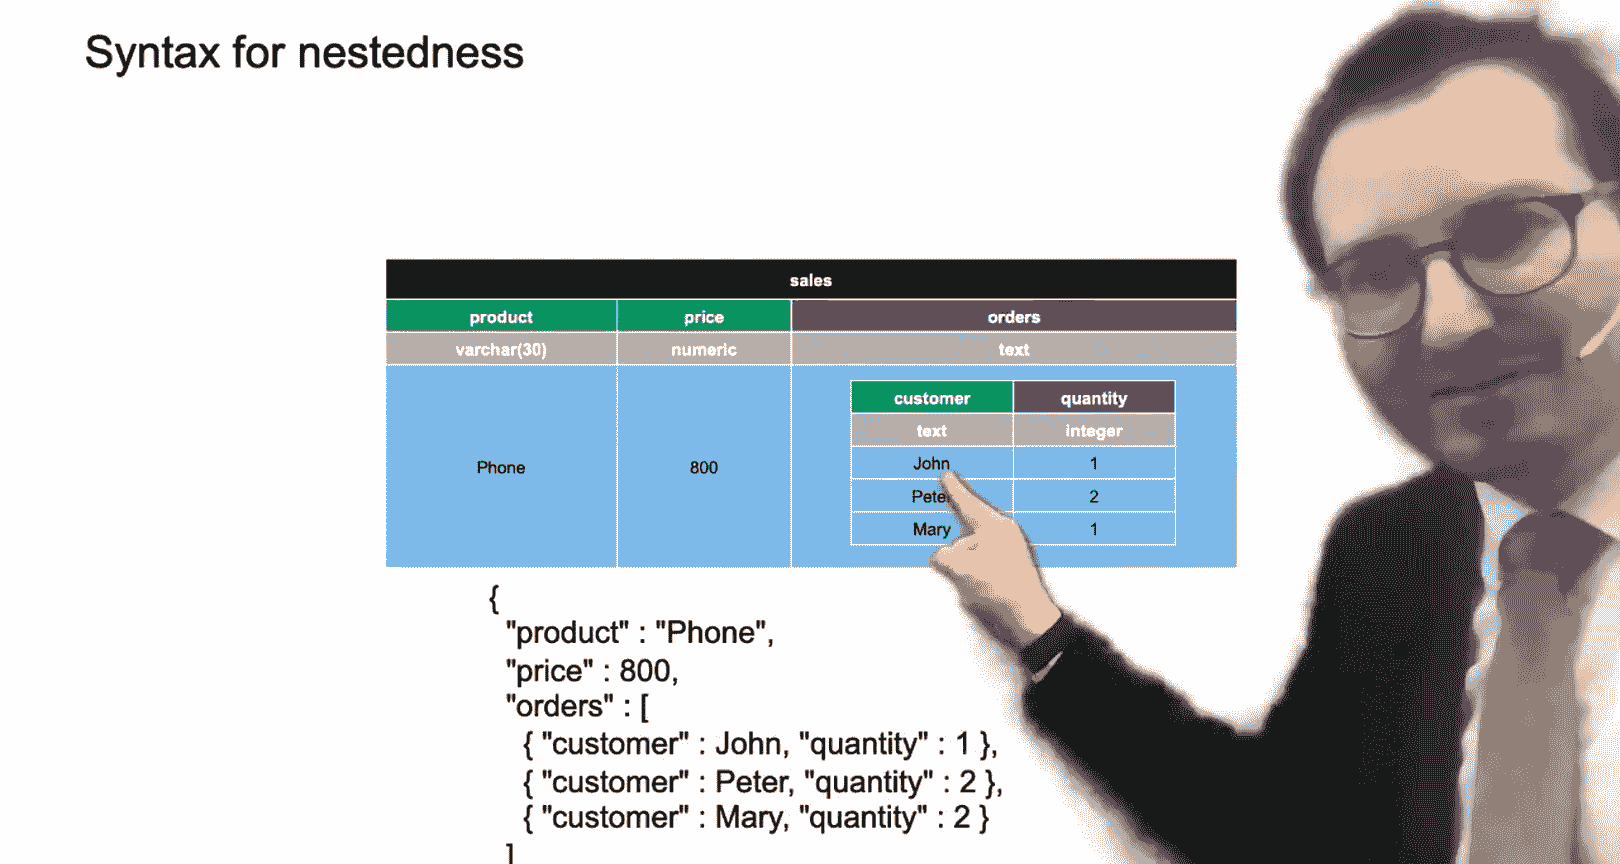 Syntax for nestedness
sales
product price orders
varchar(30) numeric text
customer quantity
text integer
John 1
Phone 800
Pete 2
Mary 1
{
"product" : "Phone",
"price" : 800,
"orders" : [
{ "customer" : John, "quantity" : 1 },
{ "customer" : Peter, "quantity" : 2 },
{ "customer" : Mary, "quantity" : 2 }
]